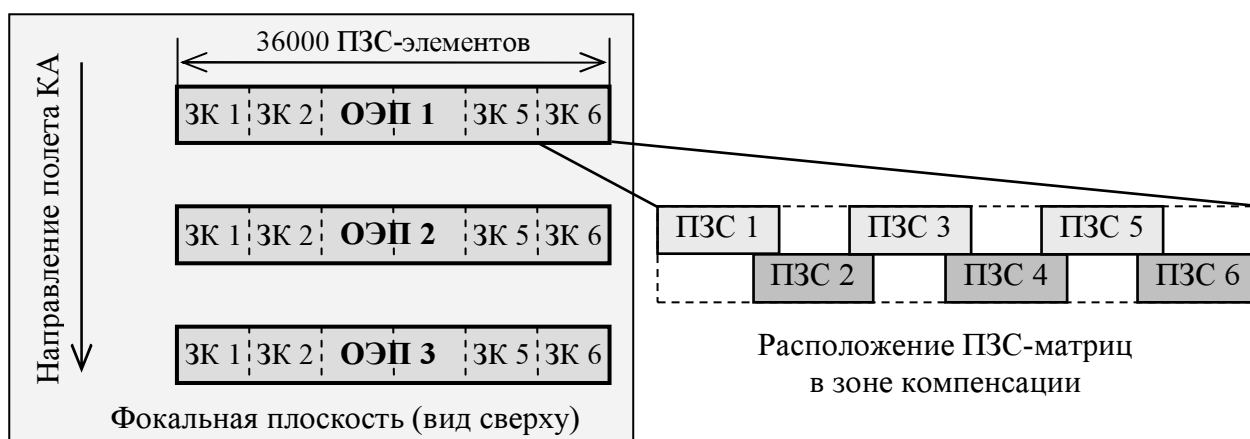 36000 ПЗС-элементов
Направление полета КА
ЗК 1 ЗК 2 ОЭП 1 ЗК 5 ЗК 6
ЗК 1 ЗК 2 ОЭП 2 ЗК 5 ЗК 6
ЗК 1 ЗК 2 ОЭП 3 ЗК 5 ЗК 6
Фокальная плоскость (вид сверху)
ПЗС 1 ПЗС 3 ПЗС 5
ПЗС 2 ПЗС 4 ПЗС 6
Расположение ПЗС-матриц
в зоне компенсации